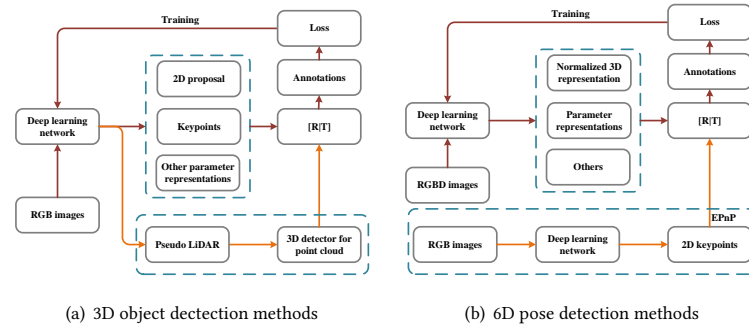 Training
Loss
Annotations
2D proposal
Keypoints
Other parameter
representations
Deep learning
network
[R|T]
RGB images
Pseudo LiDAR
3D detector for
point cloud
(a) 3D object dectection methods
Training
Loss
Annotations
Normalized 3D
representation
Parameter
representations
Others
Deep learning
network
[R|T]
RGBD images
EPnP
RGB images
Deep learning
network
2D keypoints
(b) 6D pose detection methods